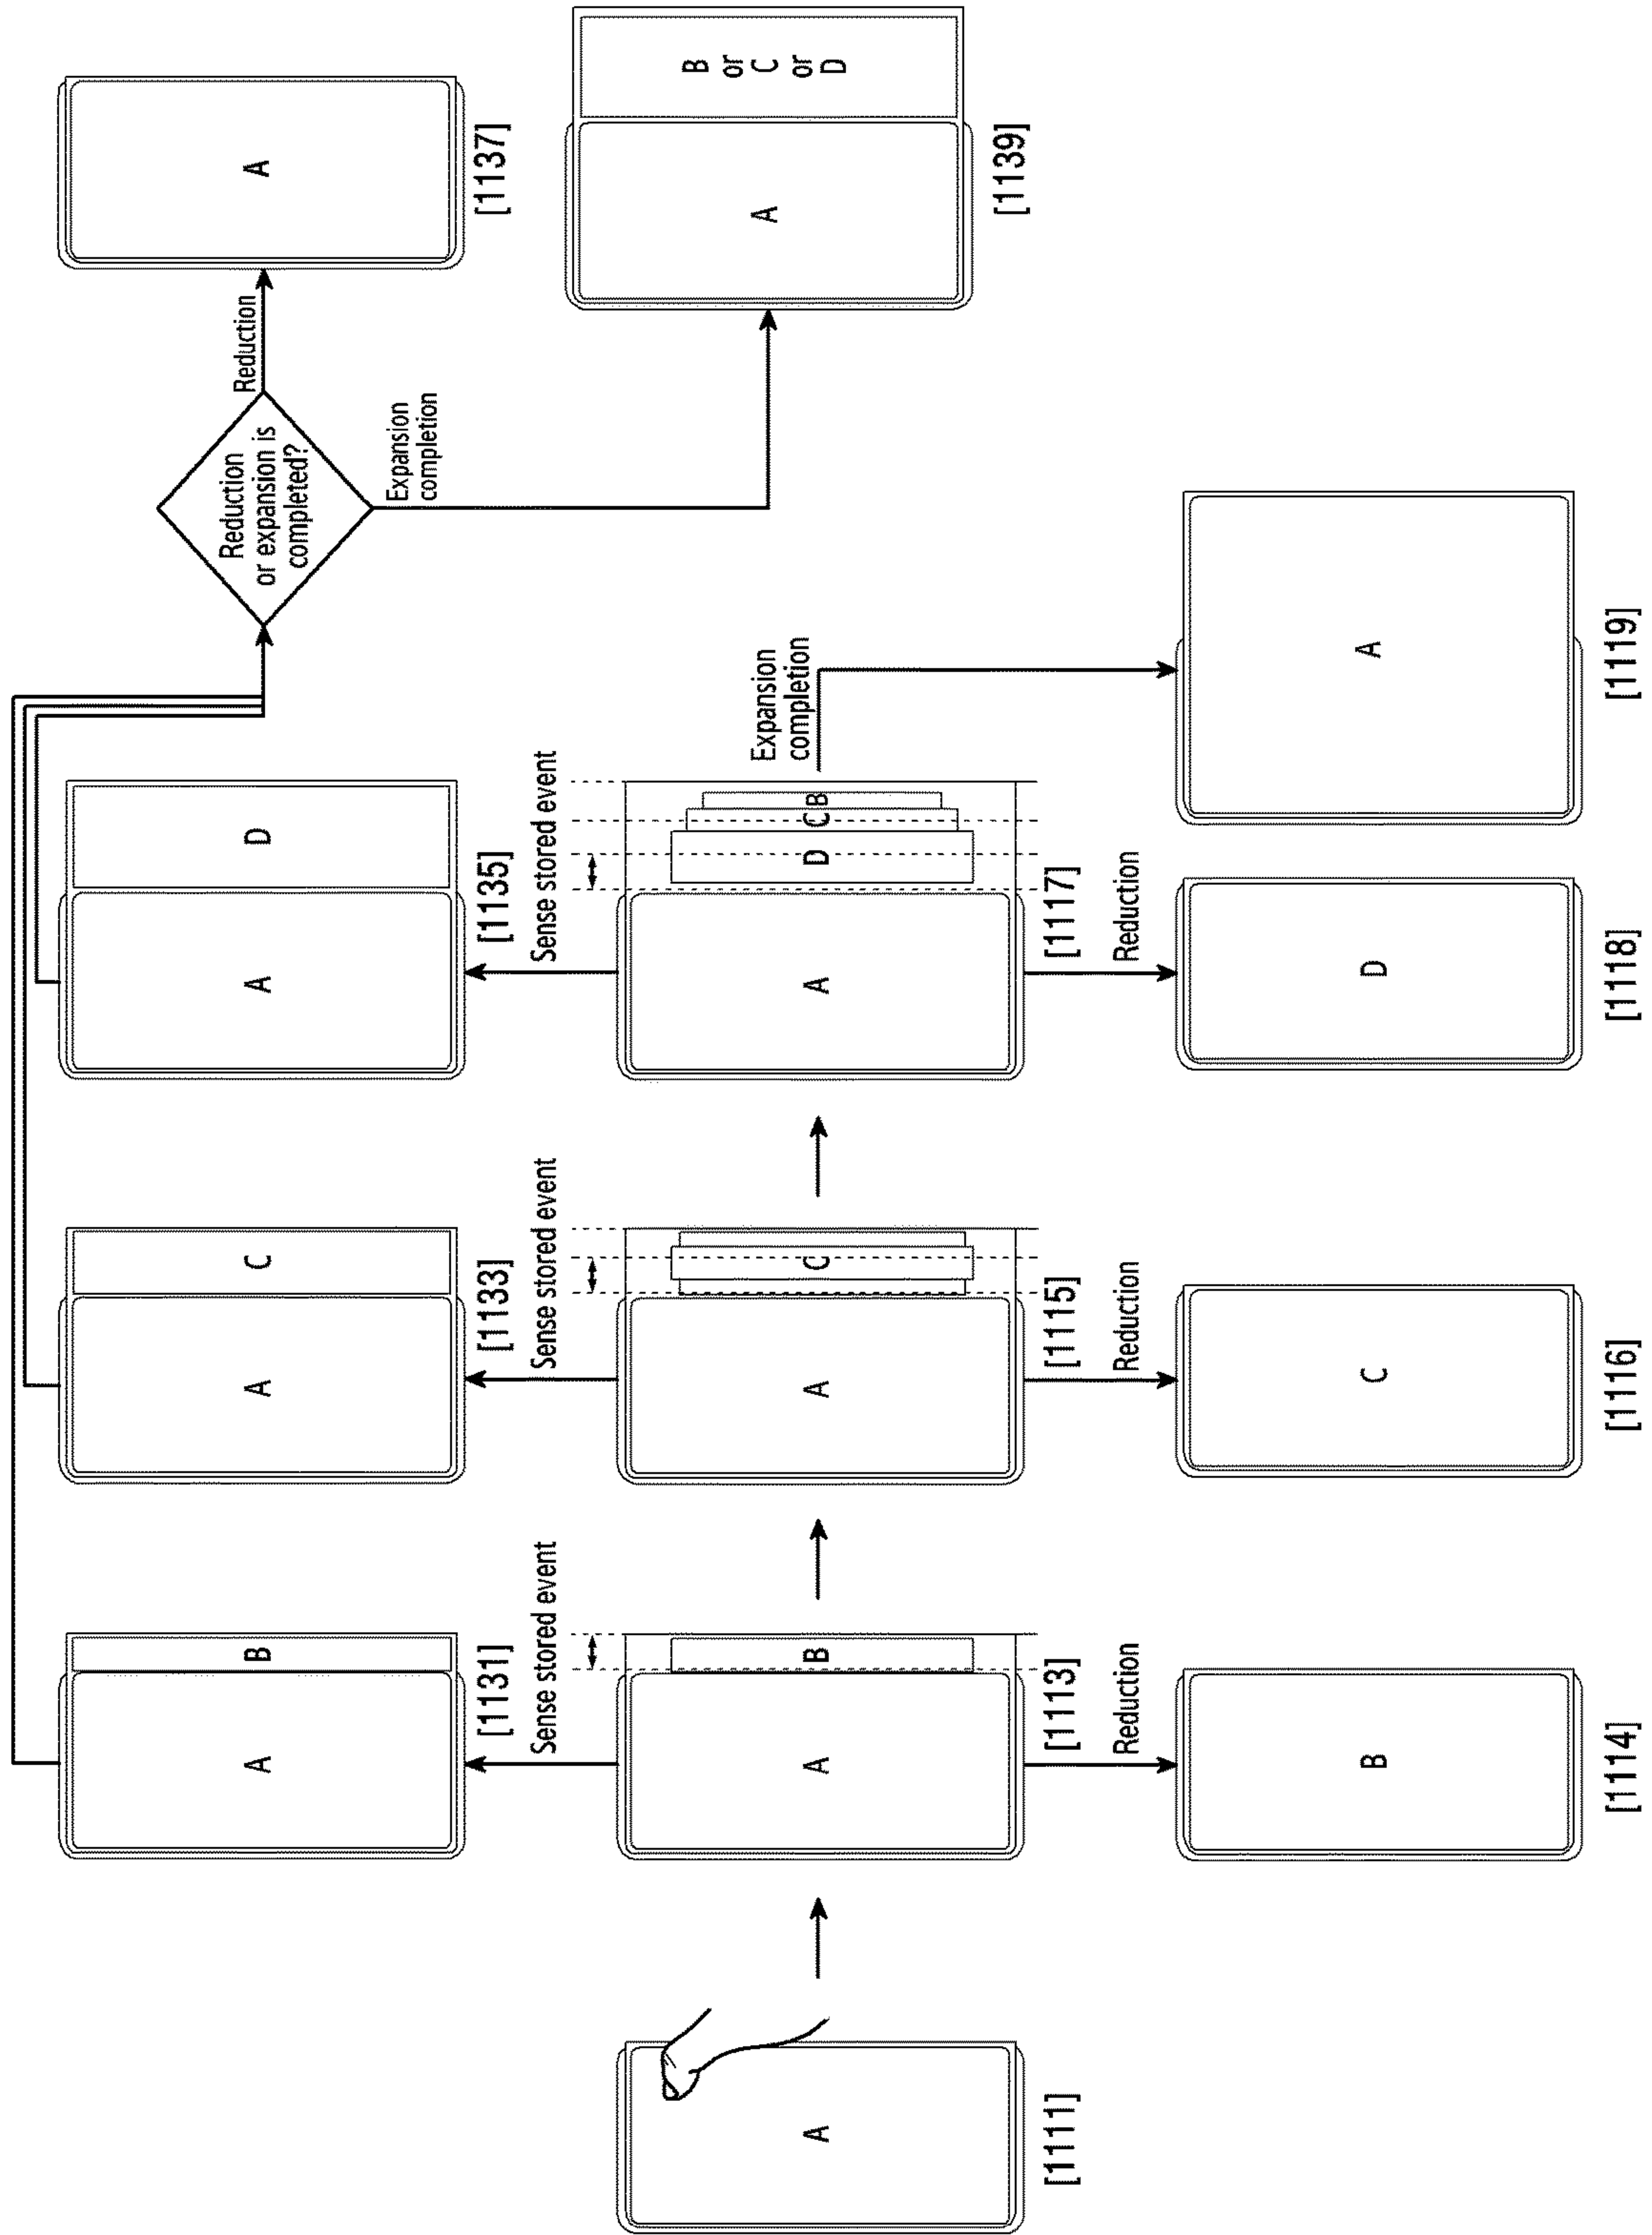 A
B
[1131]
A
C
[1133]
A
D
[1135]
Reduction
or expansion is
completed?
Reduction
A
[1137]
Expansion
completion
Sense stored event
Sense stored event
Sense stored event
A
[1111]
A
B
[1113]
A
C
[1115]
A
D
C
B
[1117]
Expansion
completion
A
B
or
C
or
D
[1139]
Reduction
Reduction
Reduction
B
[1114]
C
[1116]
D
[1118]
A
[1119]